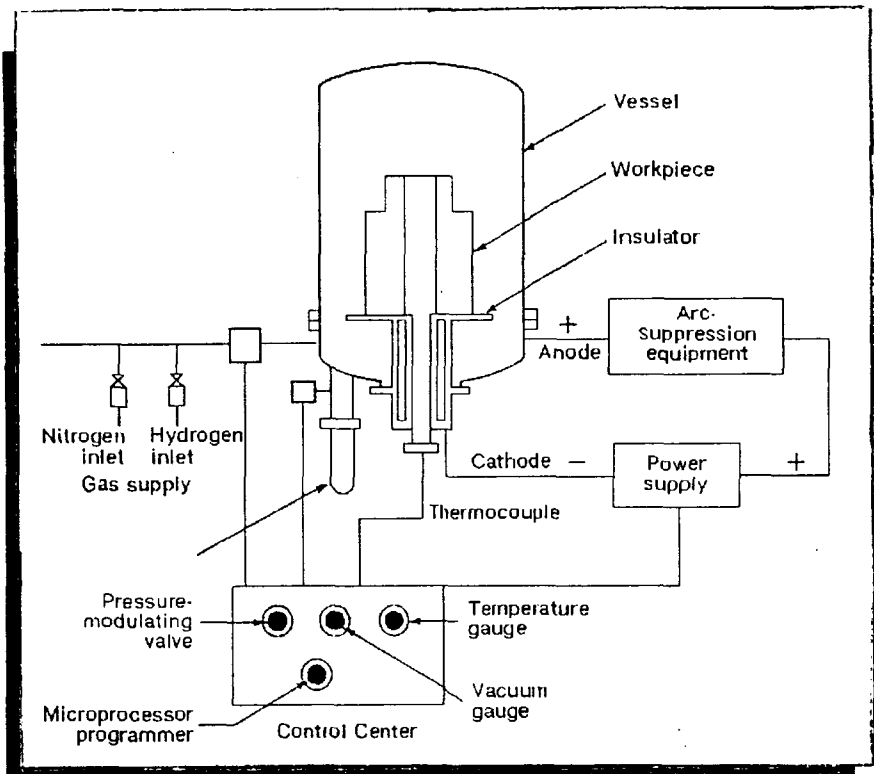 Vessel
Workpiece
Insulator
+
Anode
Arc-
Suppression
equipment
Nitrogen
inlet
Hydrogen
inlet
Gas supply
Cathode −
Power
supply
+
Thermocouple
Pressure-
modulating
valve
Temperature
gauge
Vacuum
gauge
Microprocessor
programmer
Control Center